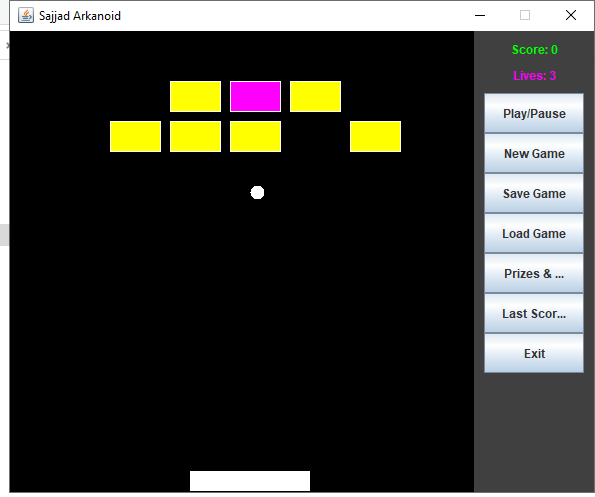 Sajjad Arkanoid
Score: 0
Lives: 3
Play/Pause
New Game
Save Game
Load Game
Prizes & ...
Last Scor...
Exit